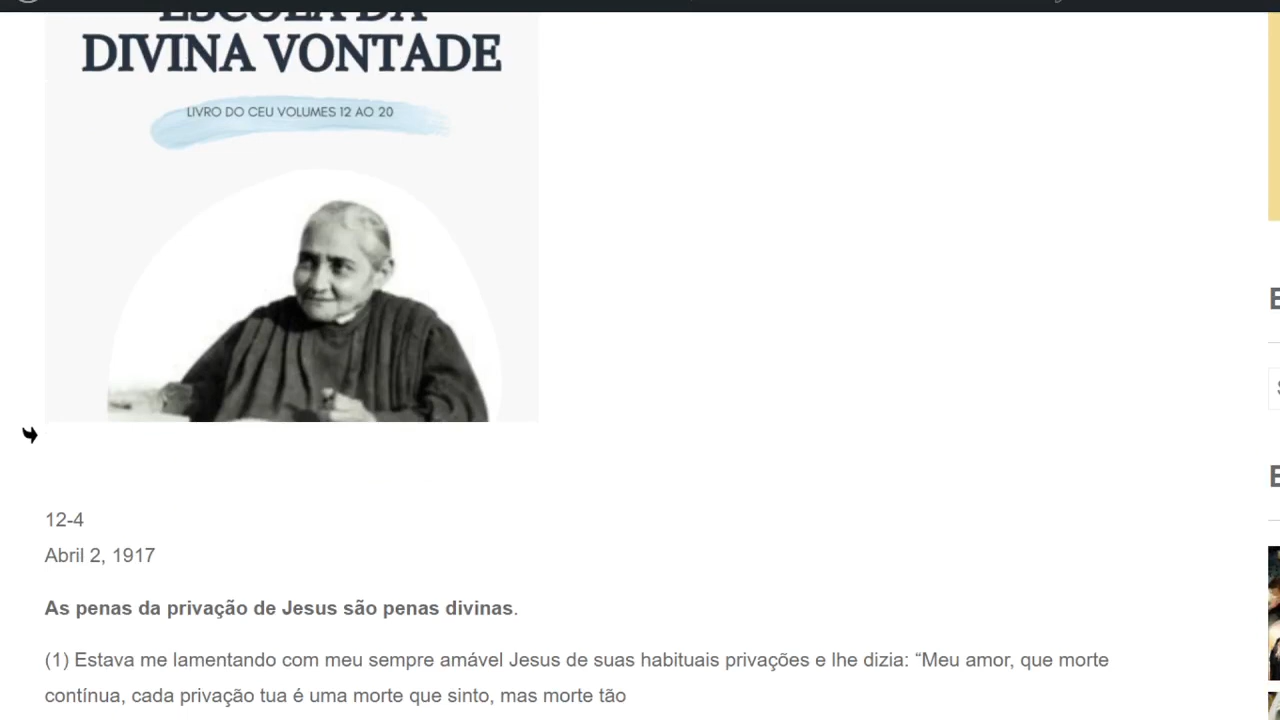 ESCOLA DA
DIVINA VONTADE
LIVRO DO CEU VOLUMES 12 AO 20
12-4
Abril 2, 1917
As penas da privação de Jesus são penas divinas.
(1) Estava me lamentando com meu sempre amável Jesus de suas habituais privações e lhe dizia: “Meu amor, que morte
contínua, cada privação tua é uma morte que sinto, mas morte tão